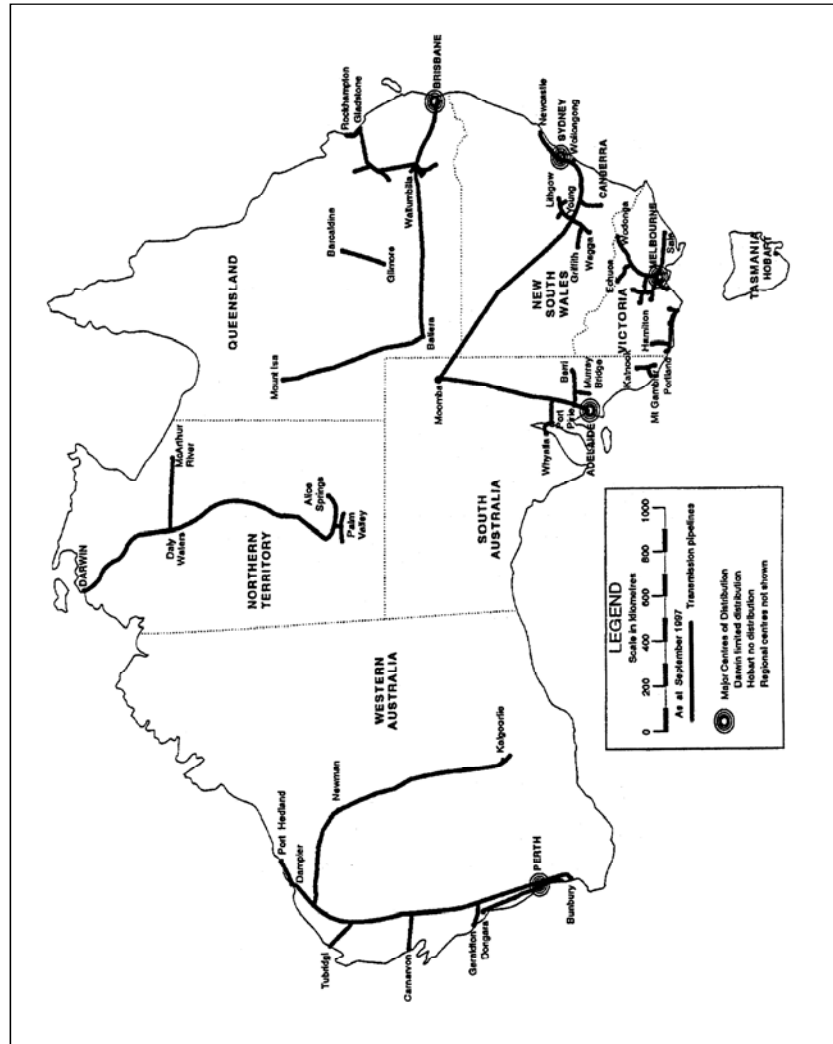 DARWIN
Daly
Waters
McArthur
River
NORTHERN
TERRITORY
Alice
Springs
Palm
Valley
QUEENSLAND
Mount Isa
Barcaldine
Gilmore
Rockhampton
Gladstone
Wallumbilla
BRISBANE
Ballera
WESTERN
AUSTRALIA
Port Hedland
Dampier
Newman
Tubridgi
Carnarvon
Geraldton
Dongara
PERTH
Bunbury
Kalgoorlie
SOUTH
AUSTRALIA
Moomba
Whyalla
Port
Pirie
Berri
Murray
Bridge
ADELAIDE
NEW
SOUTH
WALES
Newcastle
SYDNEY
Wollongong
Lithgow
Young
CANBERRA
Griffith
Wagga
VICTORIA
Wodonga
Echuca
MELBOURNE
Sale
Hamilton
Katnook
Mt Gambier
Portland
TASMANIA
HOBART
LEGEND
Scale in kilometres
0 200 400 600 800 1000
As at September 1997 Transmission pipelines
Major Centres of Distribution
Darwin limited distribution
Hobart no distribution
Regional centres not shown